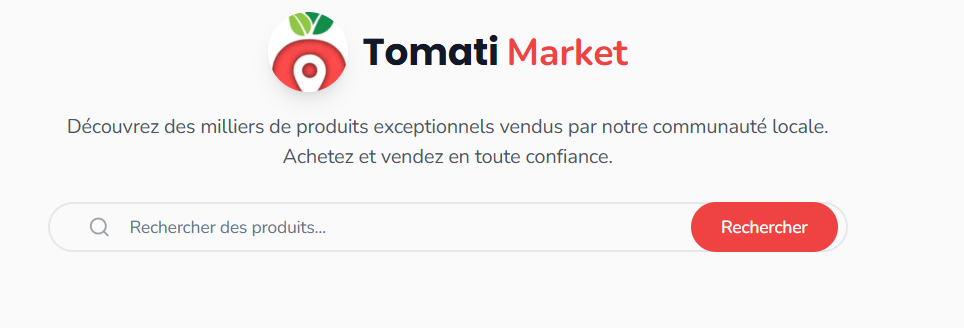 Tomati Market
Découvrez des milliers de produits exceptionnels vendus par notre communauté locale.
Achetez et vendez en toute confiance.
Rechercher des produits...
Rechercher